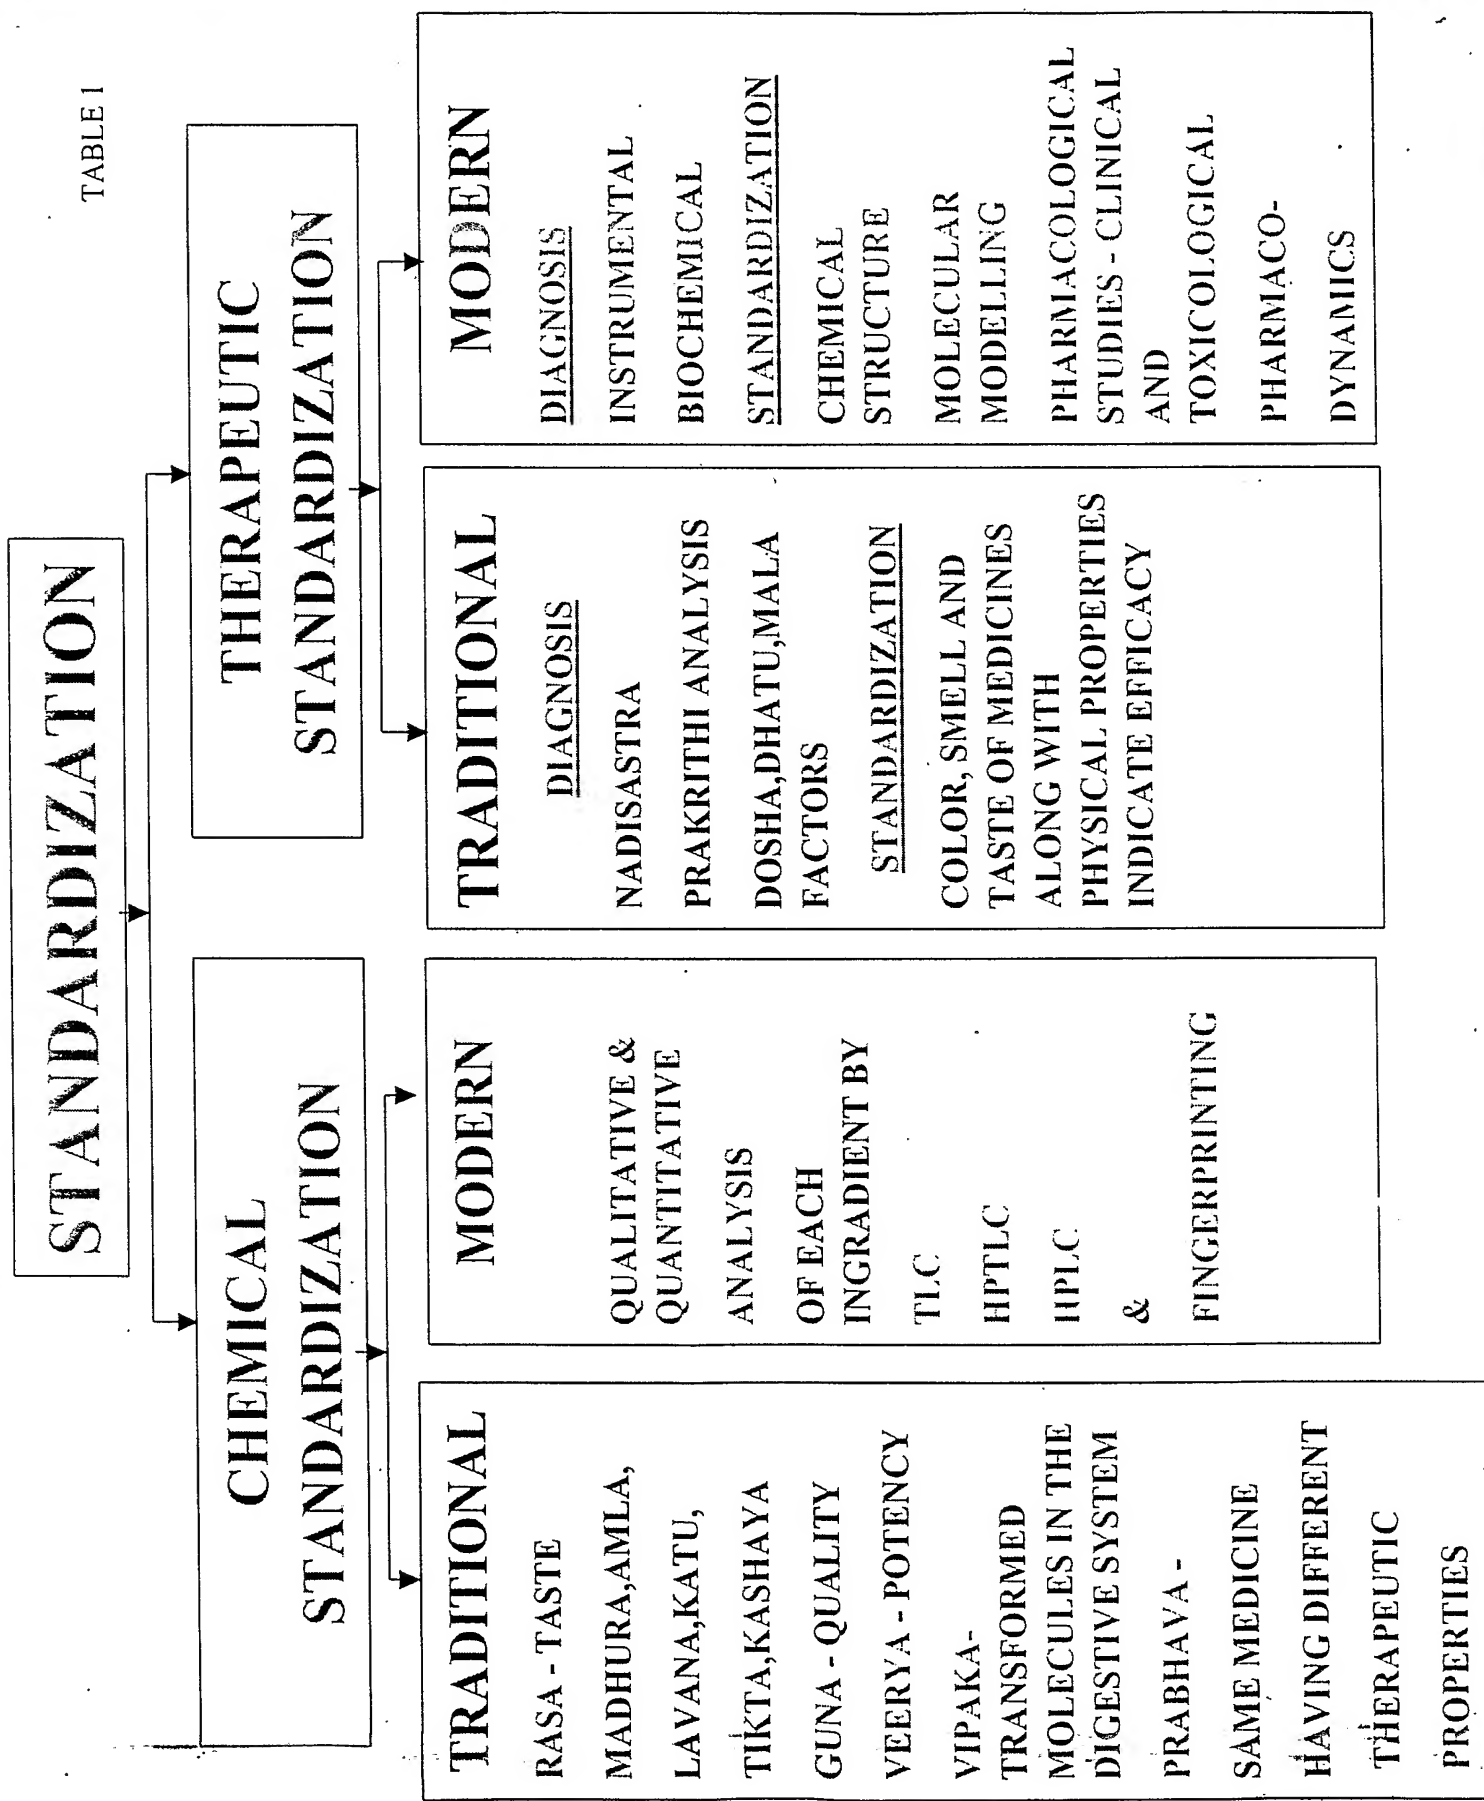 TABLE 1
STANDARDIZATION
CHEMICAL
STANDARDIZATION
THERAPEUTIC
STANDARDIZATION
TRADITIONAL
RASA - TASTE
MADHURA,AMLA,
LAVANA,KATU,
TIKTA,KASHAYA
GUNA - QUALITY
VEERYA - POTENCY
VIPAKA-
TRANSFORMED
MOLECULES IN THE
DIGESTIVE SYSTEM
PRABHAVA -
SAME MEDICINE
HAVING DIFFERENT
THERAPEUTIC
PROPERTIES
MODERN
QUALITATIVE &
QUANTITATIVE
ANALYSIS
OF EACH
INGRADIENT BY
TLC
HPTLC
HPLC
&
FINGERPRINTING
TRADITIONAL
DIAGNOSIS
NADISASTRA
PRAKRITHI ANALYSIS
DOSHA,DHATU,MALA
FACTORS
STANDARDIZATION
COLOR, SMELL AND
TASTE OF MEDICINES
ALONG WITH
PHYSICAL PROPERTIES
INDICATE EFFICACY
MODERN
DIAGNOSIS
INSTRUMENTAL
BIOCHEMICAL
STANDARDIZATION
CHEMICAL
STRUCTURE
MOLECULAR
MODELLING
PHARMACOLOGICAL
STUDIES - CLINICAL
AND
TOXICOLOGICAL
PHARMACO-
DYNAMICS